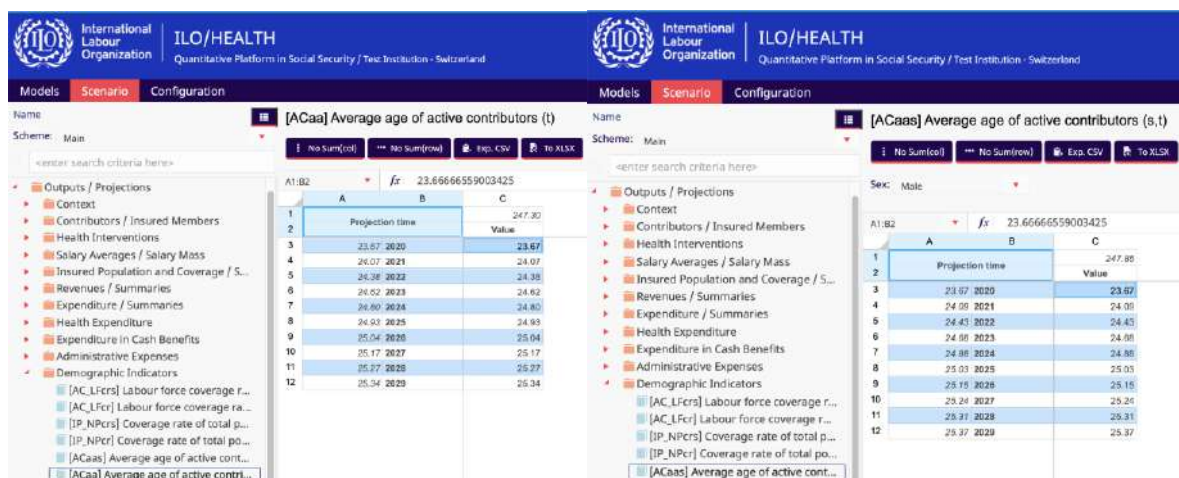 International
Labour
Organization
ILO/HEALTH
Quantitative Platform in Social Security / Test Institution - Switzerland
Models Scenario Configuration
Name
Scheme: Main
<enter search criteria here>
Outputs / Projections
Context
Contributors / Insured Members
Health Interventions
Salary Averages / Salary Mass
Insured Population and Coverage / S...
Revenues / Summaries
Expenditure / Summaries
Health Expenditure
Expenditure in Cash Benefits
Administrative Expenses
Demographic Indicators
[AC_LFcrs] Labour force coverage r...
[AC_LFcr] Labour force coverage ra...
[IP_NPcrs] Coverage rate of total po...
[IP_NPcr] Coverage rate of total po...
[ACaas] Average age of active cont...
[ACaa] Average age of active contri...
[ACaa] Average age of active contributors (t)
No Sum(col) No Sum(row) Exp. CSV To XLSX
A1:B2 fx 23.66666559003425
A B C
1 247.30
2 Projection time Value
3 23.67 2020 23.67
4 24.07 2021 24.07
5 24.38 2022 24.38
6 24.62 2023 24.62
7 24.80 2024 24.80
8 24.93 2025 24.93
9 25.04 2026 25.04
10 25.17 2027 25.17
11 25.27 2028 25.27
12 25.34 2029 25.34
International
Labour
Organization
ILO/HEALTH
Quantitative Platform in Social Security / Test Institution - Switzerland
Models Scenario Configuration
Name
Scheme: Main
<enter search criteria here>
Outputs / Projections
Context
Contributors / Insured Members
Health Interventions
Salary Averages / Salary Mass
Insured Population and Coverage / S...
Revenues / Summaries
Expenditure / Summaries
Health Expenditure
Expenditure in Cash Benefits
Administrative Expenses
Demographic Indicators
[AC_LFcrs] Labour force coverage r...
[AC_LFcr] Labour force coverage r...
[IP_NPcrs] Coverage rate of total p...
[IP_NPcr] Coverage rate of total p...
[ACaas] Average age of active cont...
[ACaas] Average age of active contributors (s,t)
No Sum(col) No Sum(row) Exp. CSV To XLSX
Sex: Male
A1:B2 fx 23.66666559003425
A B C
1 247.86
2 Projection time Value
3 23.67 2020 23.67
4 24.09 2021 24.09
5 24.43 2022 24.43
6 24.68 2023 24.68
7 24.88 2024 24.88
8 25.03 2025 25.03
9 25.15 2026 25.15
10 25.24 2027 25.24
11 25.31 2028 25.31
12 25.37 2029 25.37